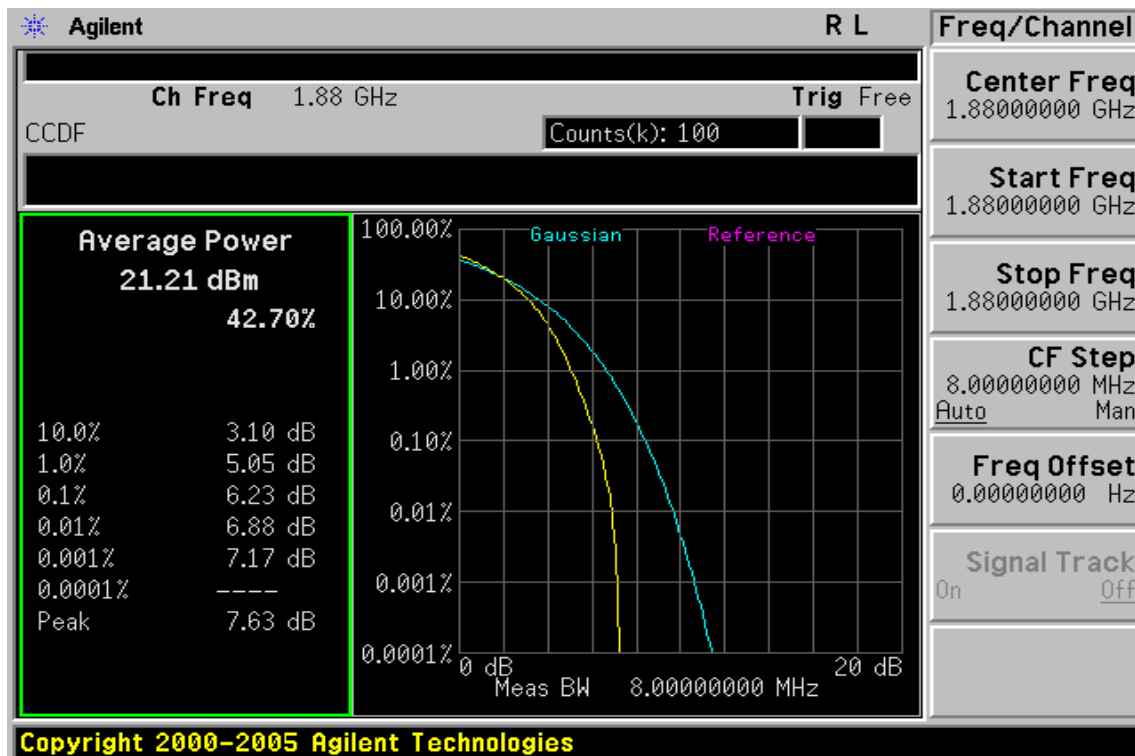 Agilent R L
Freq/Channel
Ch Freq 1.88 GHz Trig Free
CCDF Counts(k): 100
Average Power
21.21 dBm
42.70%
10.0% 3.10 dB
1.0% 5.05 dB
0.1% 6.23 dB
0.01% 6.88 dB
0.001% 7.17 dB
0.0001% ----
Peak 7.63 dB
Gaussian Reference
100.00%
10.00%
1.00%
0.10%
0.01%
0.001%
0.0001%
0 dB 20 dB
Meas BW 8.00000000 MHz
Center Freq
1.88000000 GHz
Start Freq
1.88000000 GHz
Stop Freq
1.88000000 GHz
CF Step
8.00000000 MHz
Auto Man
Freq Offset
0.00000000 Hz
Signal Track
On Off
Copyright 2000-2005 Agilent Technologies